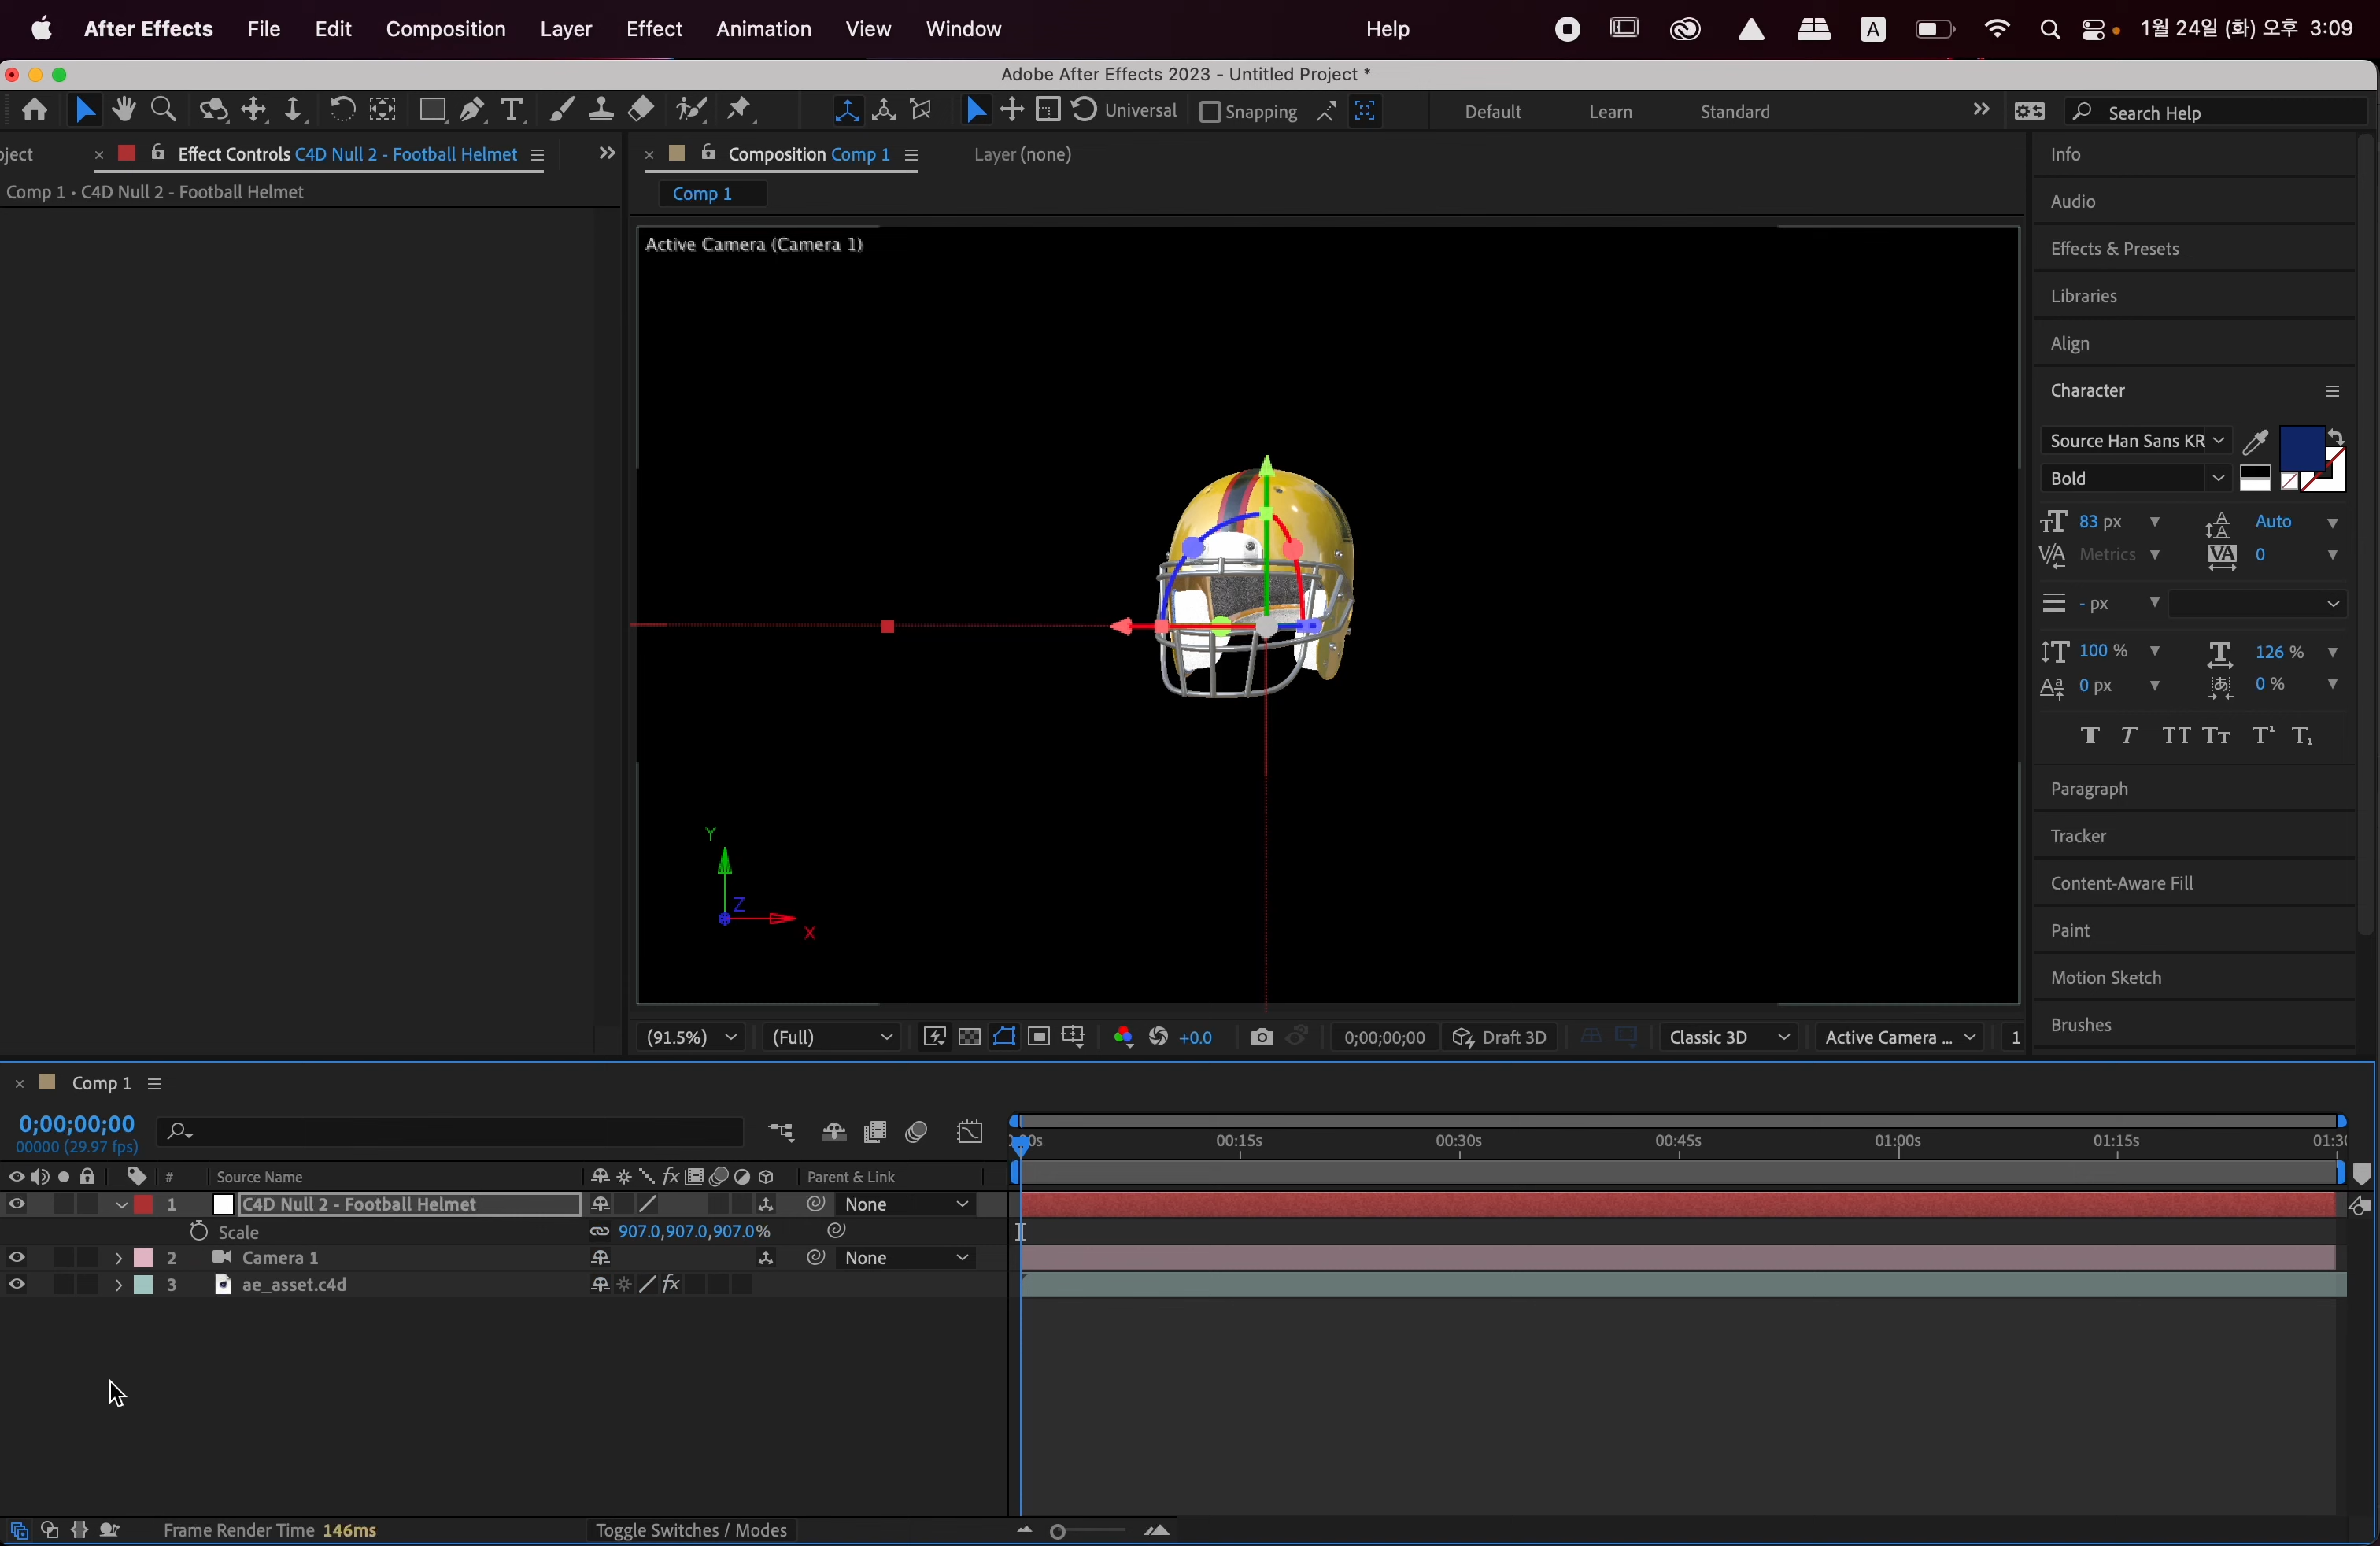 After Effects File Edit Composition Layer Effect Animation View Window Help A 1월 24일 (화) 오후 3:09
Adobe After Effects 2023 - Untitled Project *
Universal Snapping Default Learn Standard Search Help
ject Effect Controls C4D Null 2 - Football Helmet
Composition Comp 1 Layer (none)
Comp 1 • C4D Null 2 - Football Helmet
Comp 1
Active Camera (Camera 1)
Y
Z
X
Info
Audio
Effects & Presets
Libraries
Align
Character
Source Han Sans KR
Bold
83 px Auto
Metrics 0
- px
100 % 126 %
0 px 0 %
Paragraph
Tracker
Content-Aware Fill
Paint
Motion Sketch
Brushes
(91.5%) (Full) +0.0 0;00;00;00 Draft 3D Classic 3D Active Camera ... 1
Comp 1
0;00;00;00
00000 (29.97 fps)
00s 00:15s 00:30s 00:45s 01:00s 01:15s 01:30
# Source Name fx Parent & Link
1 C4D Null 2 - Football Helmet None
Scale 907.0,907.0,907.0%
2 Camera 1 None
3 ae_asset.c4d fx
Frame Render Time 146ms Toggle Switches / Modes